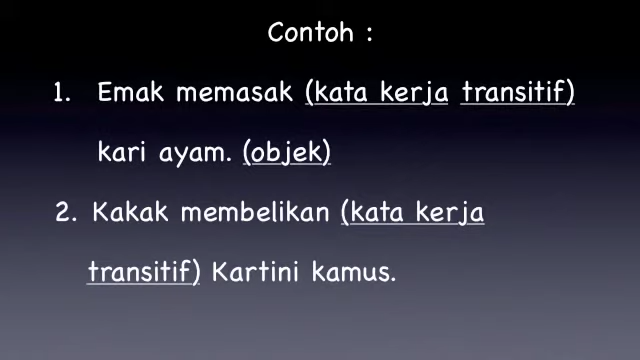 Contoh :
1. Emak memasak (kata kerja transitif)
kari ayam. (objek)
2. Kakak membelikan (kata kerja
transitif) Kartini kamus.